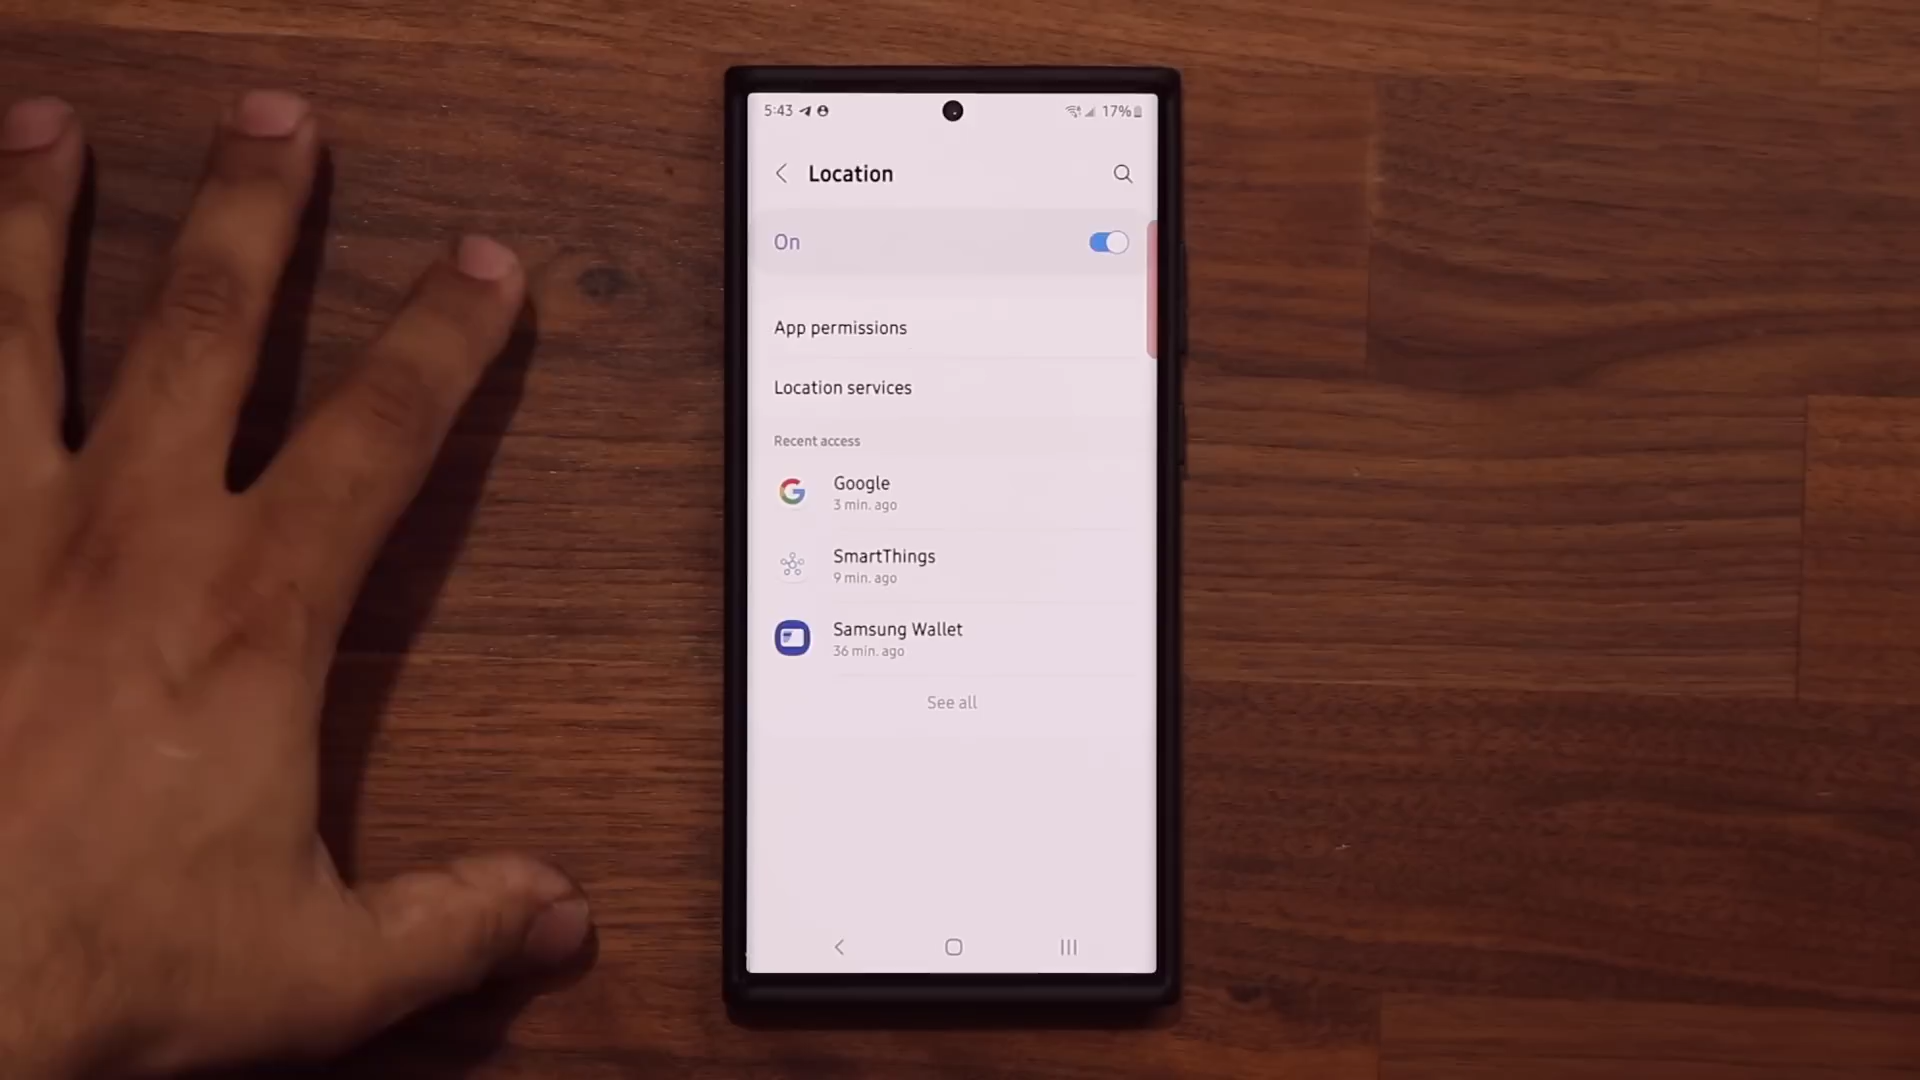 5:43 17%
Location
On
App permissions
Location services
Recent access
Google
3 min. ago
SmartThings
9 min. ago
Samsung Wallet
36 min. ago
See all